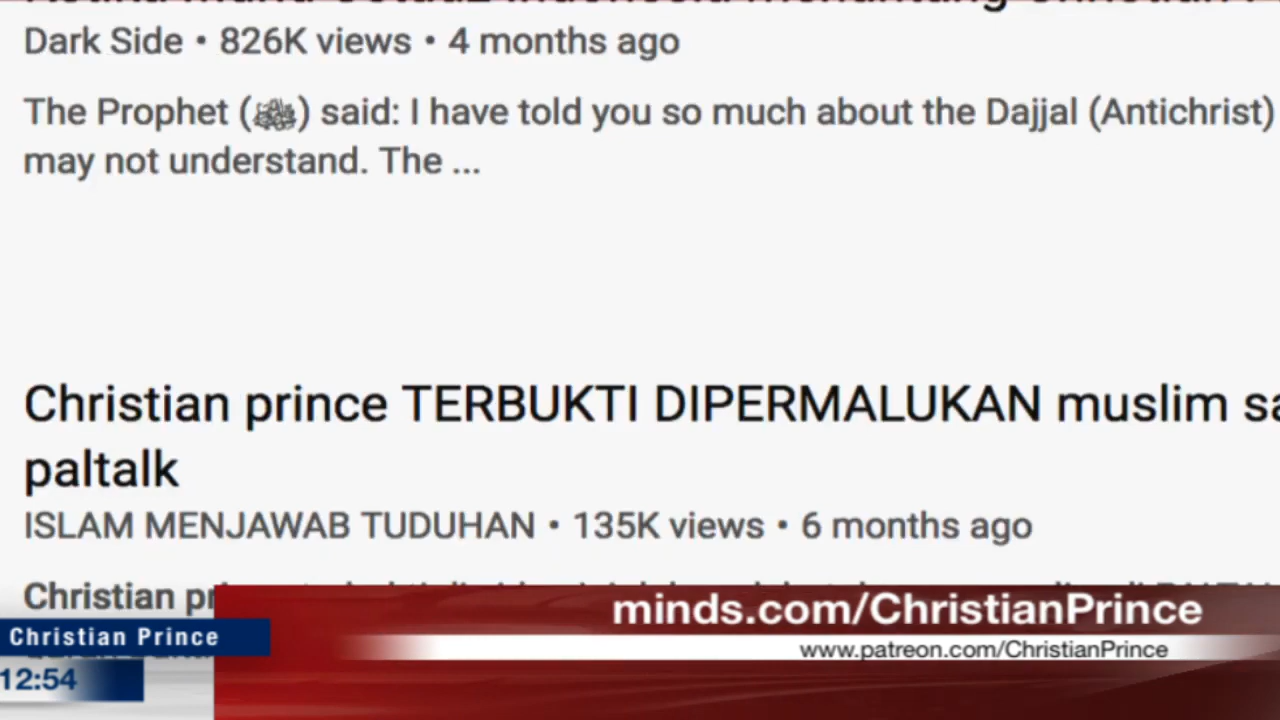 Dark Side • 826K views • 4 months ago
The Prophet (ﷺ) said: I have told you so much about the Dajjal (Antichrist)
may not understand. The ...
Christian prince TERBUKTI DIPERMALUKAN muslim sa
paltalk
ISLAM MENJAWAB TUDUHAN • 135K views • 6 months ago
Christian pr
minds.com/ChristianPrince
Christian Prince
www.patreon.com/ChristianPrince
12:54